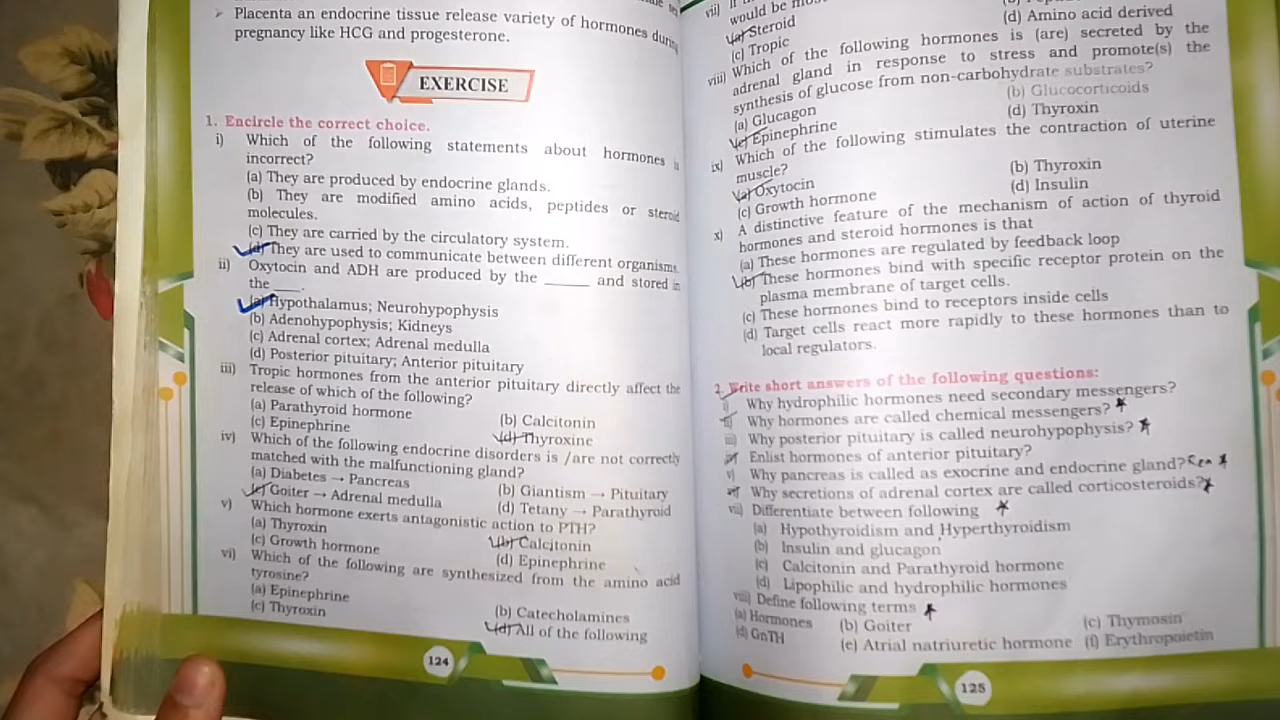 ➤ Placenta an endocrine tissue release variety of hormones during
pregnancy like HCG and progesterone.
EXERCISE
1. Encircle the correct choice.
i) Which of the following statements about hormones is
incorrect?
(a) They are produced by endocrine glands.
(b) They are modified amino acids, peptides or steroid
molecules.
(c) They are carried by the circulatory system.
(d) They are used to communicate between different organisms.
ii) Oxytocin and ADH are produced by the ______ and stored in
the ___.
(a) Hypothalamus; Neurohypophysis
(b) Adenohypophysis; Kidneys
(c) Adrenal cortex; Adrenal medulla
(d) Posterior pituitary; Anterior pituitary
iii) Tropic hormones from the anterior pituitary directly affect the
release of which of the following?
(a) Parathyroid hormone (b) Calcitonin
(c) Epinephrine (d) Thyroxine
iv) Which of the following endocrine disorders is /are not correctly
matched with the malfunctioning gland?
(a) Diabetes → Pancreas (b) Giantism → Pituitary
(c) Goiter → Adrenal medulla (d) Tetany → Parathyroid
v) Which hormone exerts antagonistic action to PTH?
(a) Thyroxin (b) Calcitonin
(c) Growth hormone (d) Epinephrine
vi) Which of the following are synthesized from the amino acid
tyrosine?
(a) Epinephrine (b) Catecholamines
(c) Thyroxin (d) All of the following
124
vii)
would be
(a) Steroid
(c) Tropic (d) Amino acid derived
viii) Which of the following hormones is (are) secreted by the
adrenal gland in response to stress and promote(s) the
synthesis of glucose from non-carbohydrate substrates?
(a) Glucagon (b) Glucocorticoids
(c) Epinephrine (d) Thyroxin
ix) Which of the following stimulates the contraction of uterine
muscle?
(a) Oxytocin (b) Thyroxin
(c) Growth hormone (d) Insulin
x) A distinctive feature of the mechanism of action of thyroid
hormones and steroid hormones is that
(a) These hormones are regulated by feedback loop
(b) These hormones bind with specific receptor protein on the
plasma membrane of target cells.
(c) These hormones bind to receptors inside cells
(d) Target cells react more rapidly to these hormones than to
local regulators.
2. Write short answers of the following questions:
i) Why hydrophilic hormones need secondary messengers?
ii) Why hormones are called chemical messengers?
iii) Why posterior pituitary is called neurohypophysis?
iv) Enlist hormones of anterior pituitary?
v) Why pancreas is called as exocrine and endocrine gland?
vi) Why secretions of adrenal cortex are called corticosteroids?
vii) Differentiate between following
(a) Hypothyroidism and Hyperthyroidism
(b) Insulin and glucagon
(c) Calcitonin and Parathyroid hormone
(d) Lipophilic and hydrophilic hormones
viii) Define following terms
(a) Hormones (b) Goiter (c) Thymosin
(d) GnTH (e) Atrial natriuretic hormone (f) Erythropoietin
125